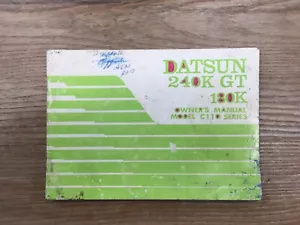 DATSUN
240K GT
180K
OWNER'S MANUAL
MODEL C110 SERIES